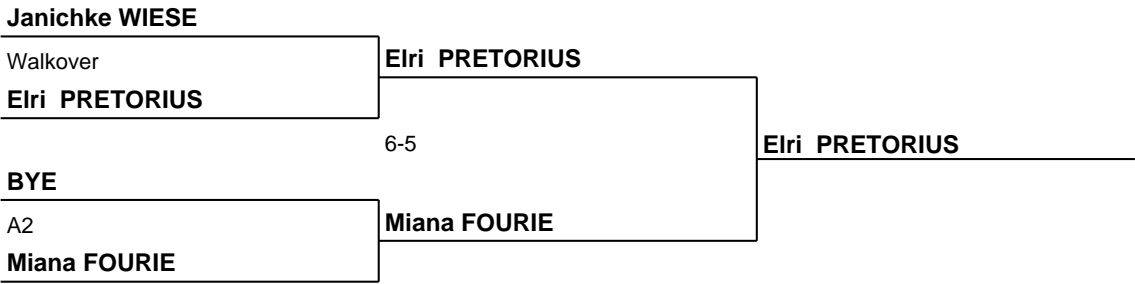 Janichke WIESE
Walkover
Elri PRETORIUS
Elri PRETORIUS
6-5
Elri PRETORIUS
BYE
A2
Miana FOURIE
Miana FOURIE